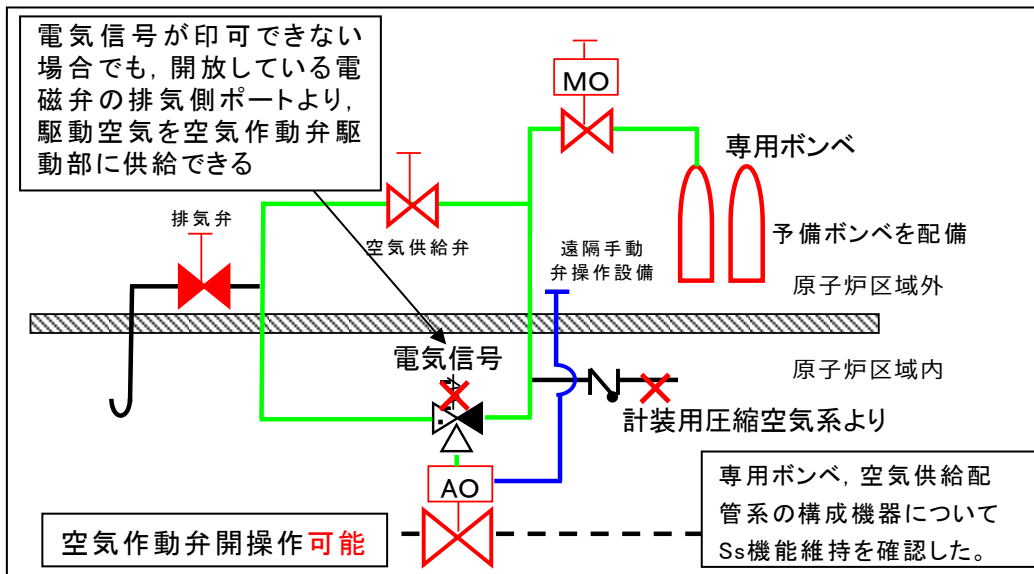 電気信号が印可できない
場合でも，開放している電
磁弁の排気側ポートより，
駆動空気を空気作動弁駆
動部に供給できる
MO
専用ボンベ
排気弁
空気供給弁
遠隔手動
弁操作設備
予備ボンベを配備
原子炉区域外
電気信号
原子炉区域内
計装用圧縮空気系より
AO
専用ボンベ，空気供給配
管系の構成機器について
Ss機能維持を確認した。
空気作動弁開操作可能